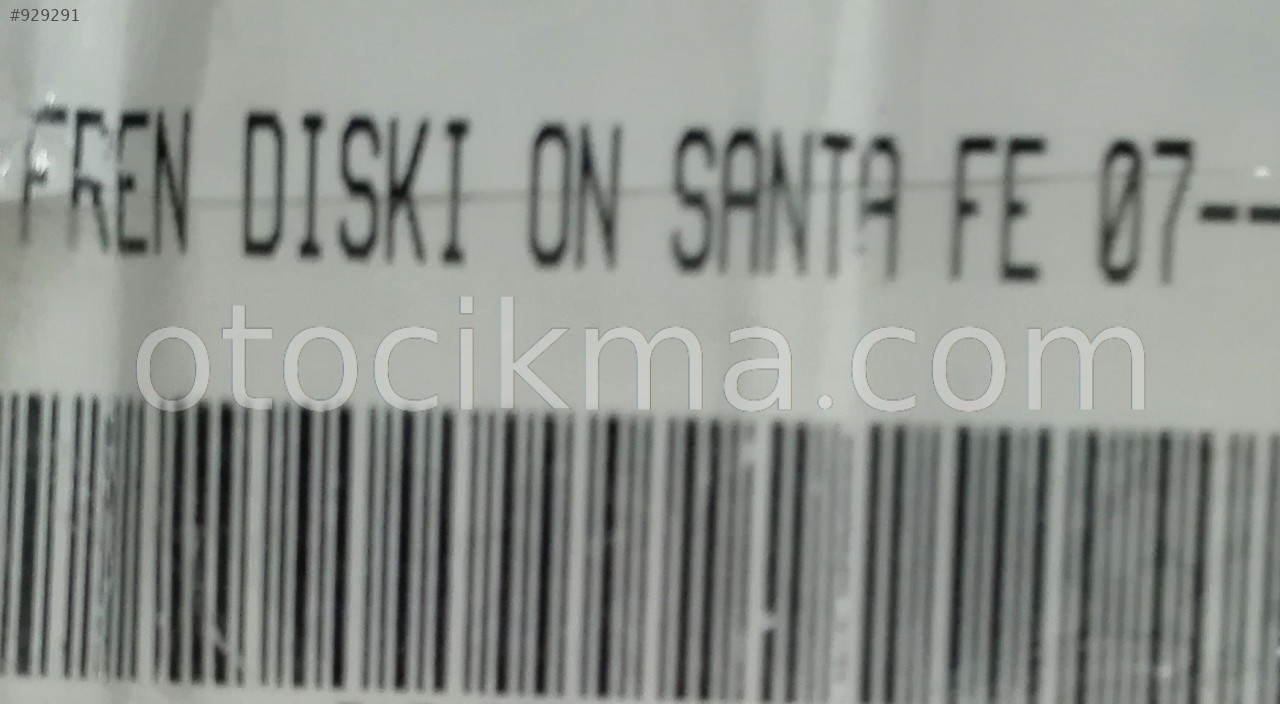 #929291
FREN DISKI ON SANTA FE 07--
otocikma.com